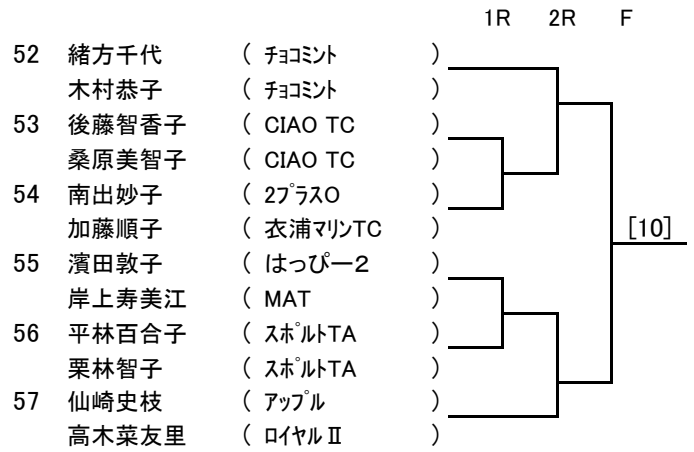 1R 2R F
52 緒方千代 ( ﾁｮｺﾐﾝﾄ )
木村恭子 ( ﾁｮｺﾐﾝﾄ )
53 後藤智香子 ( CIAO TC )
桑原美智子 ( CIAO TC )
54 南出妙子 ( 2ﾌﾟﾗｽO )
加藤順子 ( 衣浦ﾏﾘﾝTC ) [10]
55 濱田敦子 ( はっぴー2 )
岸上寿美江 ( MAT )
56 平林百合子 ( ｽﾎﾟﾙﾄTA )
栗林智子 ( ｽﾎﾟﾙﾄTA )
57 仙崎史枝 ( ｱｯﾌﾟﾙ )
高木菜友里 ( ﾛｲﾔﾙⅡ )